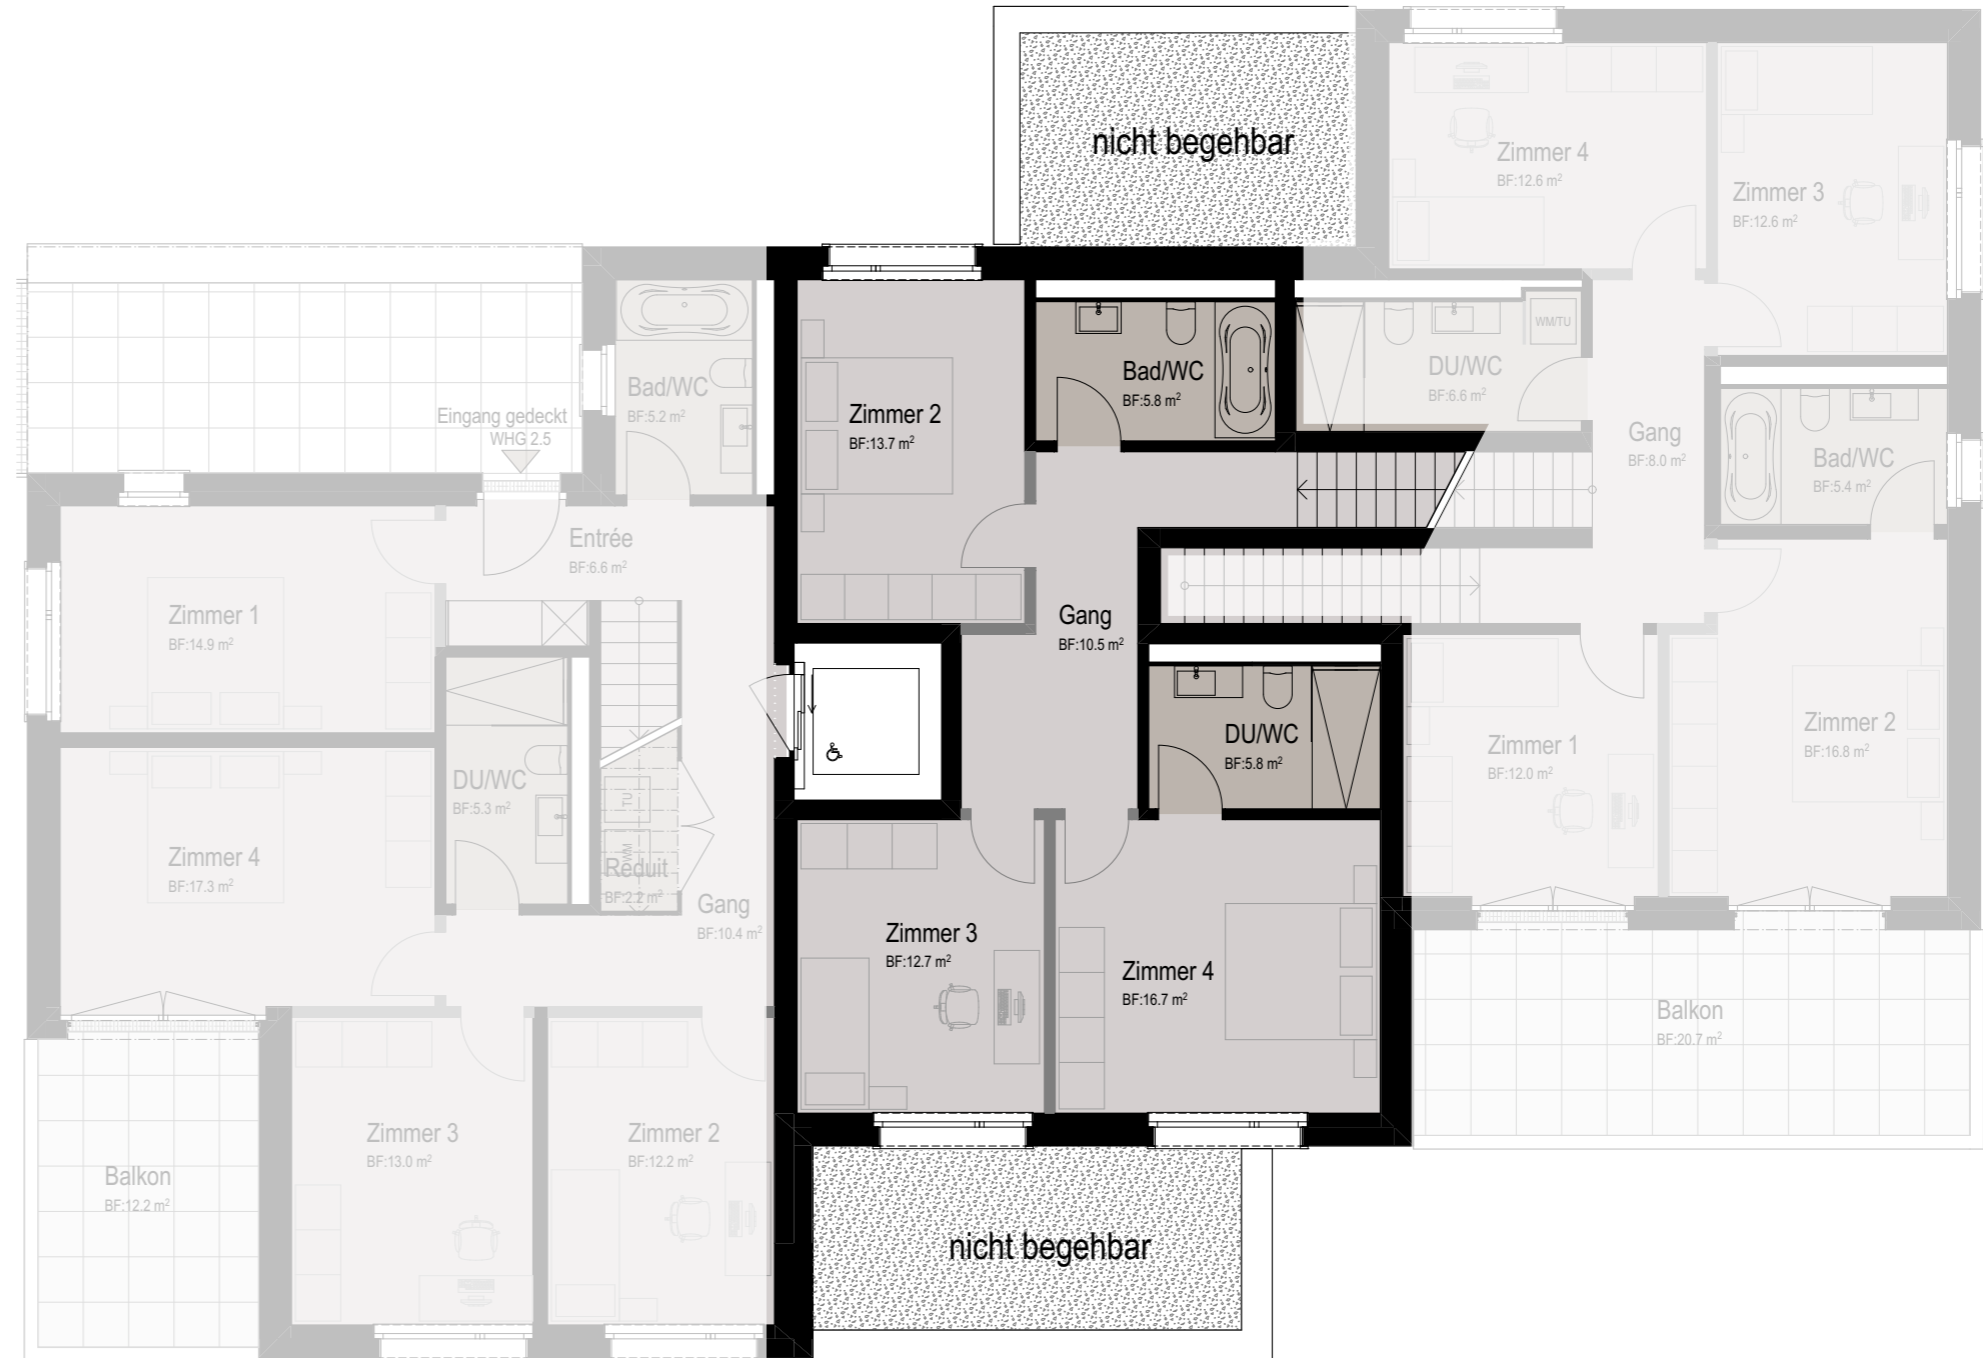 nicht begehbar
Zimmer 4
BF:12.6 m²
Zimmer 3
BF:12.6 m²
WM/TU
DU/WC
BF:6.6 m²
Gang
BF:8.0 m²
Bad/WC
BF:5.4 m²
Bad/WC
BF:5.2 m²
Eingang gedeckt
WHG 2.5
Zimmer 2
BF:13.7 m²
Bad/WC
BF:5.8 m²
Entrée
BF:6.6 m²
Zimmer 1
BF:14.9 m²
Gang
BF:10.5 m²
DU/WC
BF:5.8 m²
Zimmer 1
BF:12.0 m²
Zimmer 2
BF:16.8 m²
DU/WC
BF:5.3 m²
TU
WM
Reduit
BF:2.2 m²
Zimmer 4
BF:17.3 m²
Gang
BF:10.4 m²
Zimmer 3
BF:12.7 m²
Zimmer 4
BF:16.7 m²
Balkon
BF:20.7 m²
Zimmer 3
BF:13.0 m²
Zimmer 2
BF:12.2 m²
Balkon
BF:12.2 m²
nicht begehbar